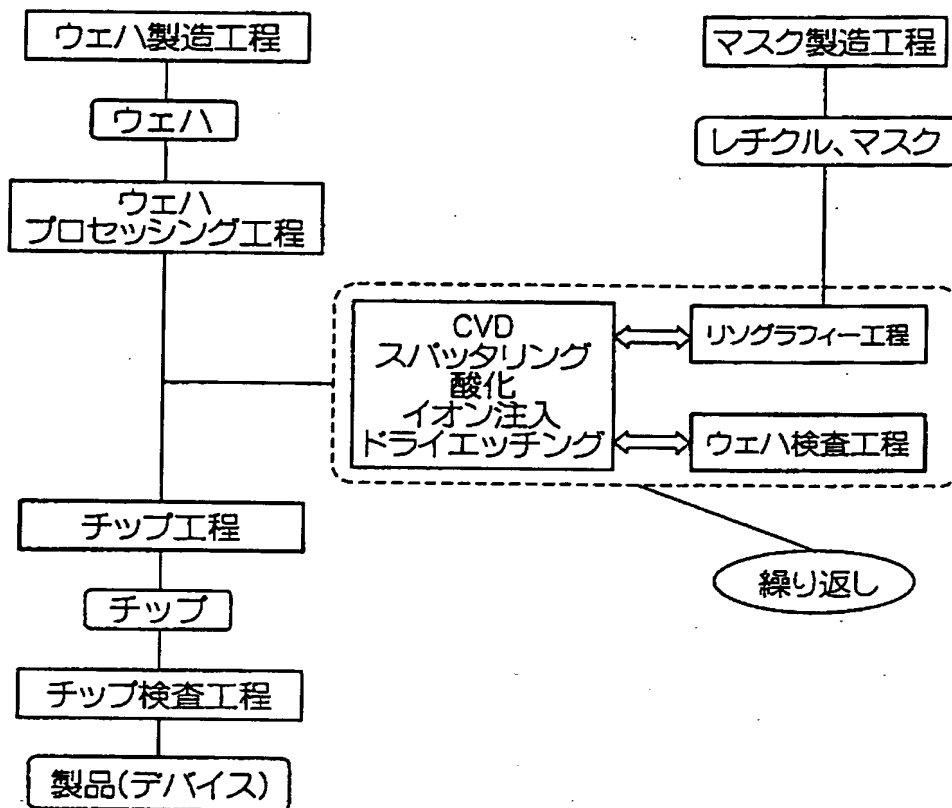 ウェハ製造工程
ウェハ
ウェハ
プロセッシング工程
マスク製造工程
レチクル、マスク
CVD
スパッタリング
酸化
イオン注入
ドライエッチング
リソグラフィー工程
ウェハ検査工程
繰り返し
チップ工程
チップ
チップ検査工程
製品(デバイス)